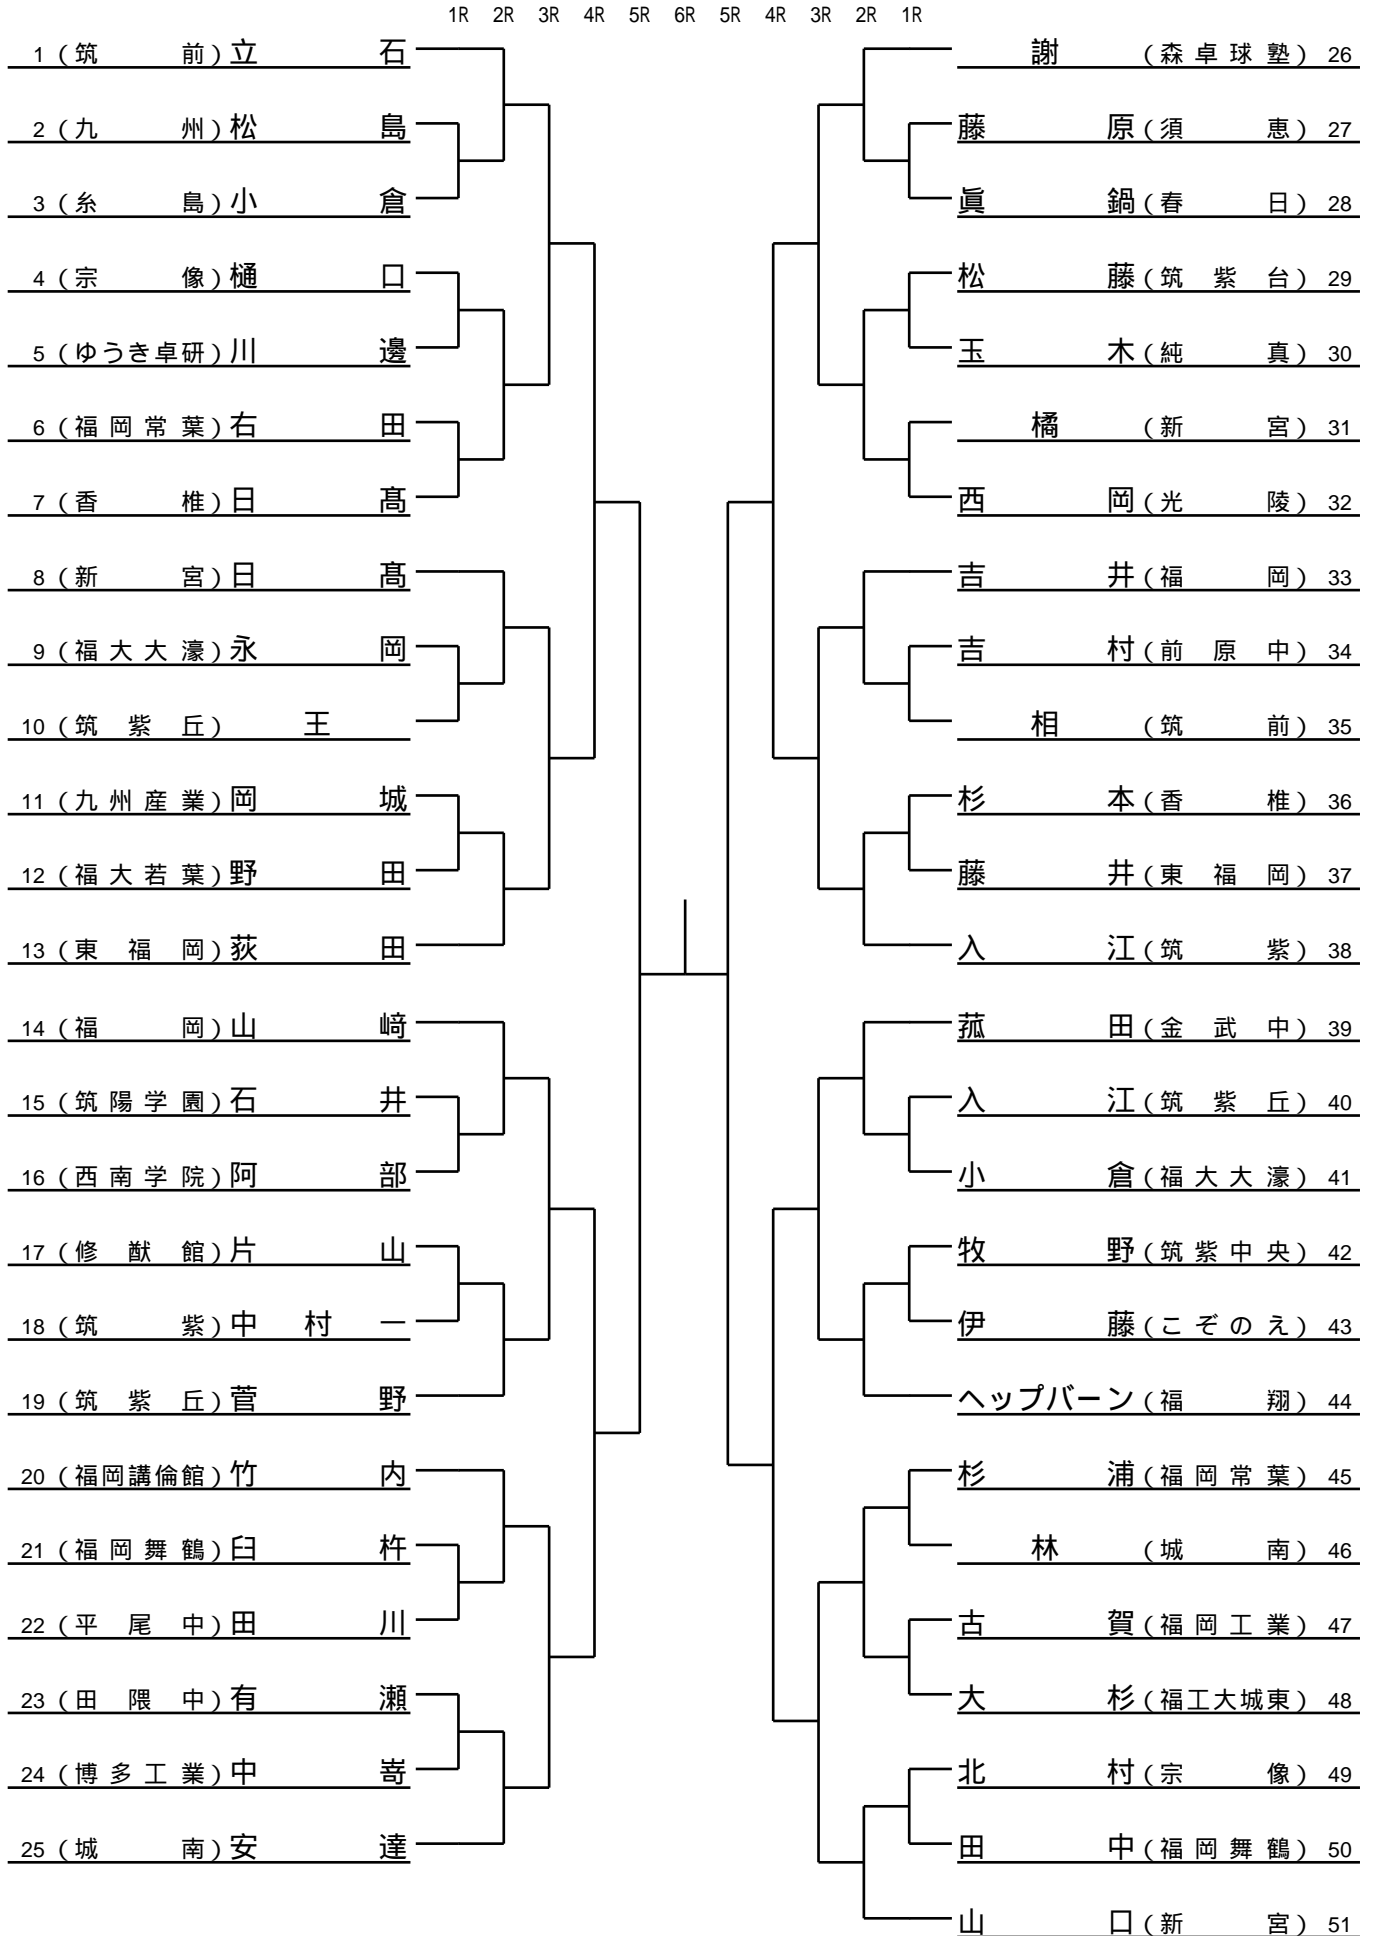 1R 2R 3R 4R 5R 6R 5R 4R 3R 2R 1R
1 (筑前) 立石
2 (九州) 松島
3 (糸島) 小倉
4 (宗像) 樋口
5 (ゆうき卓研) 川邊
6 (福岡常葉) 右田
7 (香椎) 日髙
8 (新宮) 日髙
9 (福大大濠) 永岡
10 (筑紫丘) 王
11 (九州産業) 岡城
12 (福大若葉) 野田
13 (東福岡) 荻田
14 (福岡) 山﨑
15 (筑陽学園) 石井
16 (西南学院) 阿部
17 (修猷館) 片山
18 (筑紫) 中村一
19 (筑紫丘) 菅野
20 (福岡講倫館) 竹内
21 (福岡舞鶴) 臼杵
22 (平尾中) 田川
23 (田隈中) 有瀬
24 (博多工業) 中嵜
25 (城南) 安達
謝 (森卓球塾) 26
藤原 (須恵) 27
眞鍋 (春日) 28
松藤 (筑紫台) 29
玉木 (純真) 30
橘 (新宮) 31
西岡 (光陵) 32
吉井 (福岡) 33
吉村 (前原中) 34
相 (筑前) 35
杉本 (香椎) 36
藤井 (東福岡) 37
入江 (筑紫) 38
菰田 (金武中) 39
入江 (筑紫丘) 40
小倉 (福大大濠) 41
牧野 (筑紫中央) 42
伊藤 (こぞのえ) 43
ヘップバーン (福翔) 44
杉浦 (福岡常葉) 45
林 (城南) 46
古賀 (福岡工業) 47
大杉 (福工大城東) 48
北村 (宗像) 49
田中 (福岡舞鶴) 50
山口 (新宮) 51